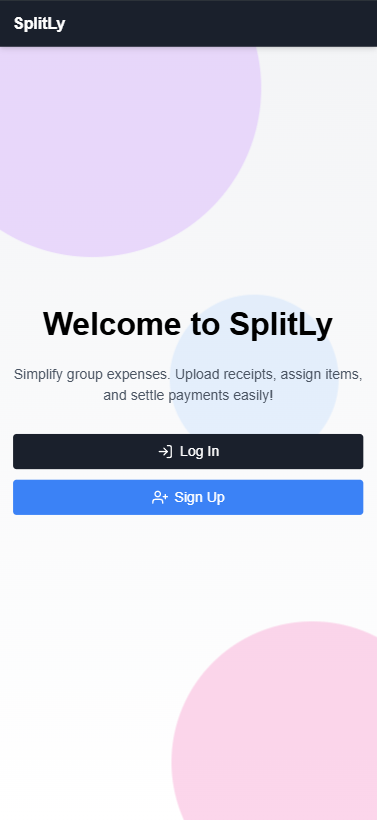 SplitLy
Welcome to SplitLy
Simplify group expenses. Upload receipts, assign items,
and settle payments easily!
Log In
Sign Up